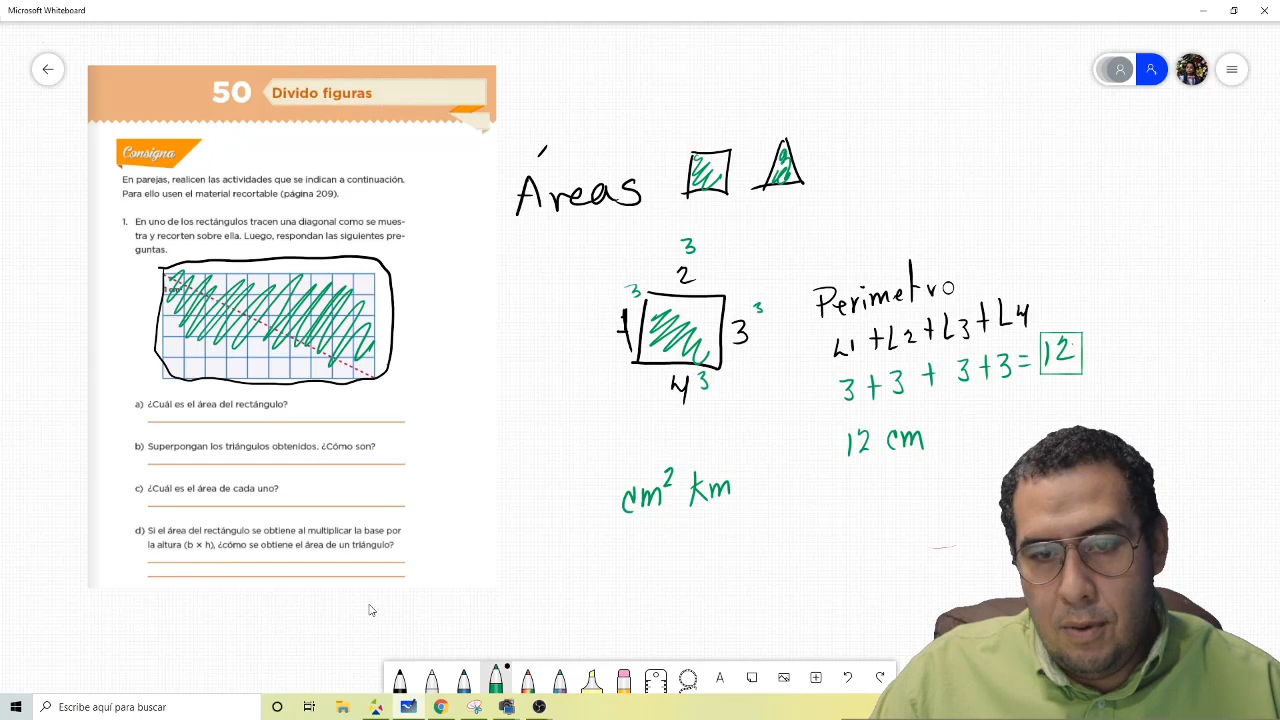 Microsoft Whiteboard
50 Divido figuras
Consigna
En parejas, realicen las actividades que se indican a continuación.
Para ello usen el material recortable (página 209).
1. En uno de los rectángulos tracen una diagonal como se mues-
tra y recorten sobre ella. Luego, respondan las siguientes pre-
guntas.
a) ¿Cuál es el área del rectángulo?
b) Superpongan los triángulos obtenidos. ¿Cómo son?
c) ¿Cuál es el área de cada uno?
d) Si el área del rectángulo se obtiene al multiplicar la base por
la altura (b × h), ¿cómo se obtiene el área de un triángulo?
Áreas
3
2
3
1
3
3
4
3
cm² km
Perimetro
L1 + L2 + L3 + L4
3 + 3 + 3 + 3 = 12
12 cm
A
Escribe aquí para buscar